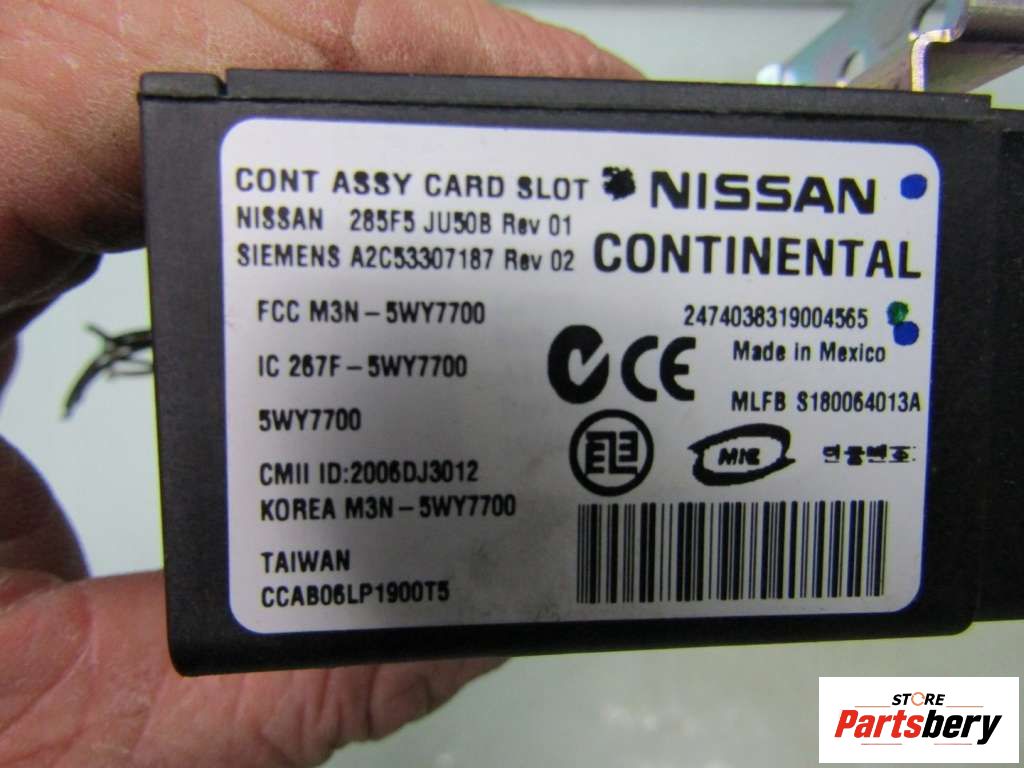 CONT ASSY CARD SLOT NISSAN
NISSAN 285F5 JU50B Rev 01
SIEMENS A2C53307187 Rev 02 CONTINENTAL
FCC M3N-5WY7700
2474038319004565
Made in Mexico
IC 267F-5WY7700
CE
MLFB S180064013A
5WY7700
MIC
CMII ID:2006DJ3012
KOREA M3N-5WY7700
TAIWAN
CCAB06LP1900T5
STORE
Partsbery